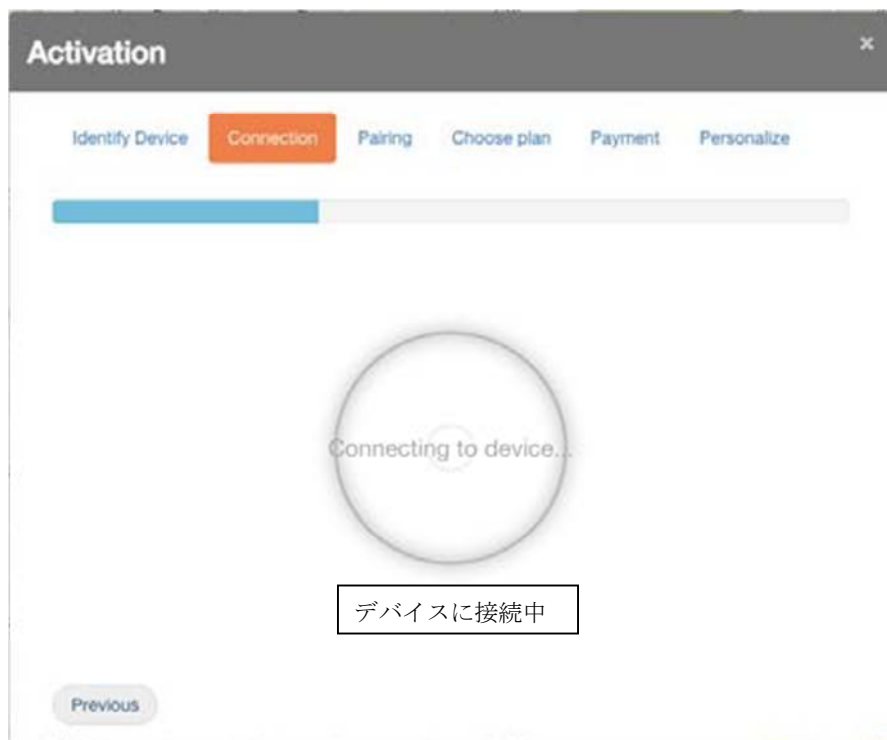 Activation
×
Identify Device Connection Pairing Choose plan Payment Personalize
Connecting to device...
デバイスに接続中
Previous